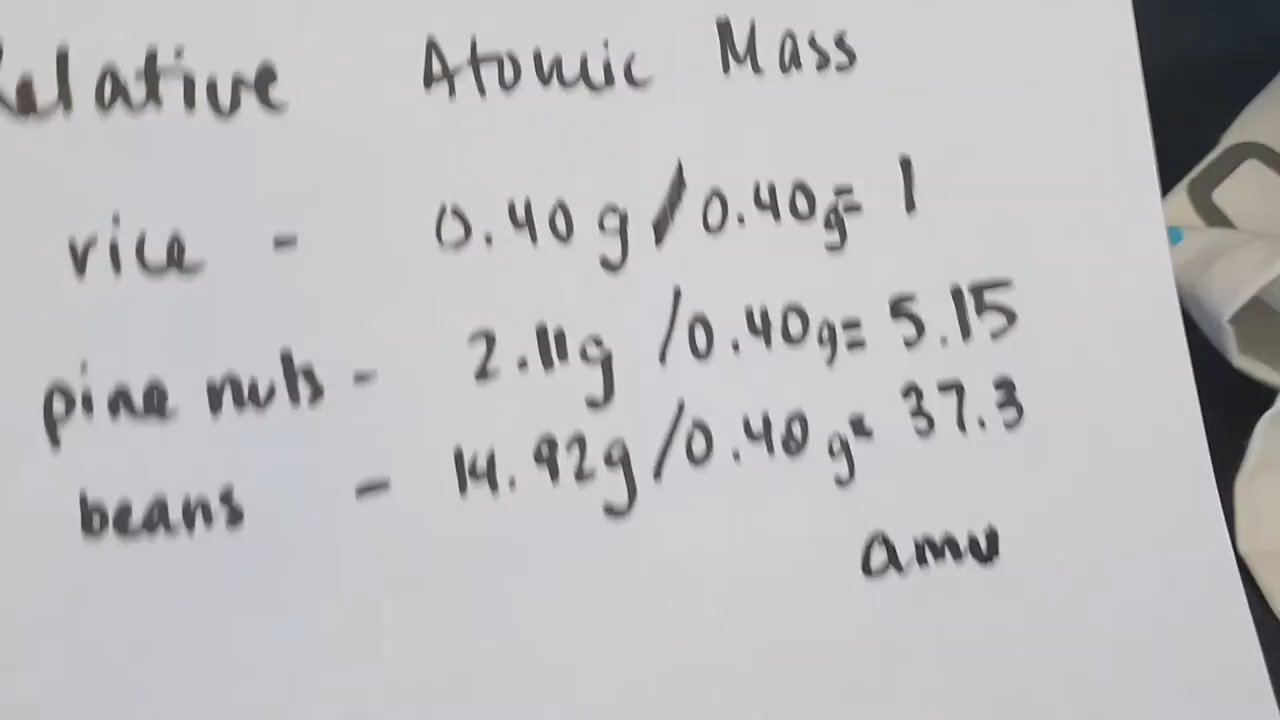 Relative Atomic Mass
rice - 0.40g/0.40g= 1
pine nuts - 2.11g/0.40g= 5.15
beans - 14.92g/0.40g= 37.3
amu